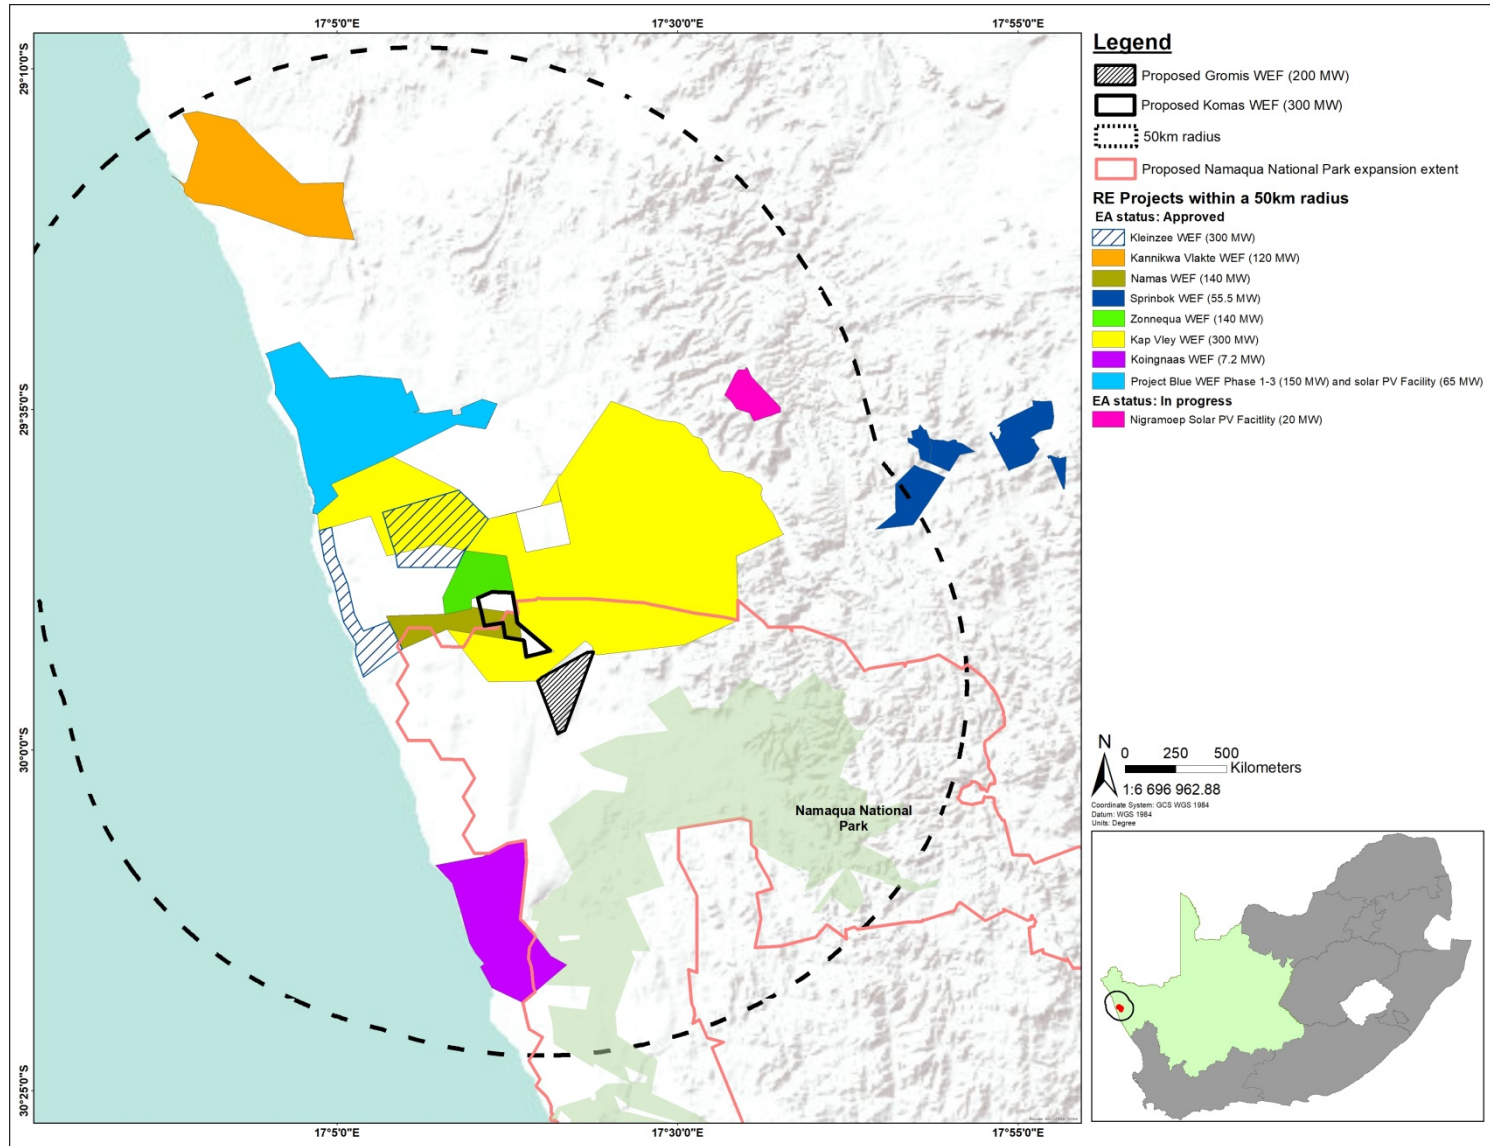 17°5'0"E
17°30'0"E
17°55'0"E
29°10'0"S
29°35'0"S
30°0'0"S
30°25'0"S
Namaqua National
Park
17°5'0"E
17°30'0"E
17°55'0"E
Legend
Proposed Gromis WEF (200 MW)
Proposed Komas WEF (300 MW)
50km radius
Proposed Namaqua National Park expansion extent
RE Projects within a 50km radius
EA status: Approved
Kleinzee WEF (300 MW)
Kannikwa Vlakte WEF (120 MW)
Namas WEF (140 MW)
Sprinbok WEF (55.5 MW)
Zonnequa WEF (140 MW)
Kap Vley WEF (300 MW)
Koingnaas WEF (7.2 MW)
Project Blue WEF Phase 1-3 (150 MW) and solar PV Facility (65 MW)
EA status: In progress
Nigramoep Solar PV Facitlity (20 MW)
N
0 250 500
Kilometers
1:6 696 962.88
Coordinate System: GCS WGS 1984
Datum: WGS 1984
Units: Degree